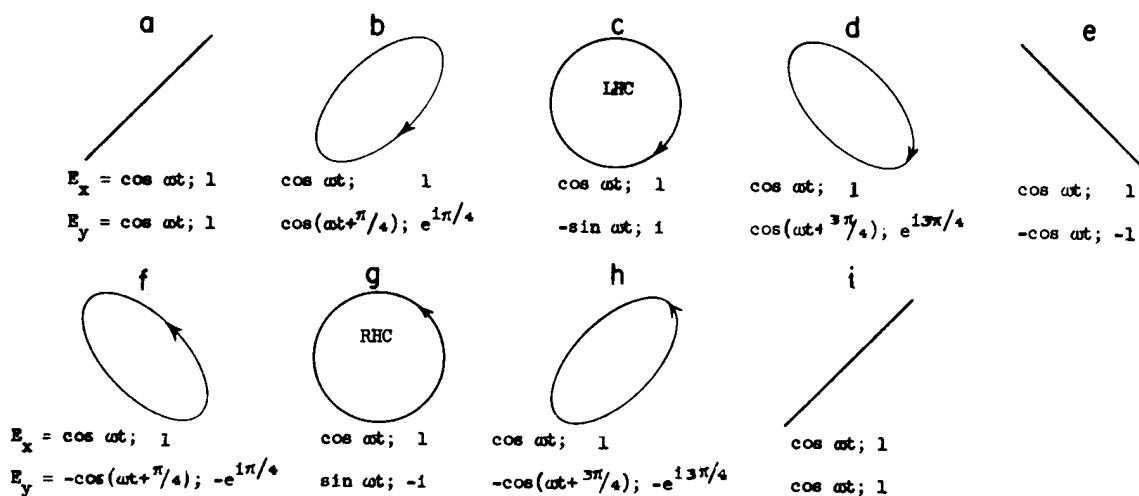 a b c d e
LHC
E_x = cos ωt; 1 cos ωt; 1 cos ωt; 1 cos ωt; 1 cos ωt; 1
E_y = cos ωt; 1 cos(ωt+π/4); e^{iπ/4} -sin ωt; i cos(ωt+3π/4); e^{i3π/4} -cos ωt; -1
f g h i
RHC
E_x = cos ωt; 1 cos ωt; 1 cos ωt; 1 cos ωt; 1
E_y = -cos(ωt+π/4); -e^{iπ/4} sin ωt; -i -cos(ωt+3π/4); -e^{i3π/4} cos ωt; 1